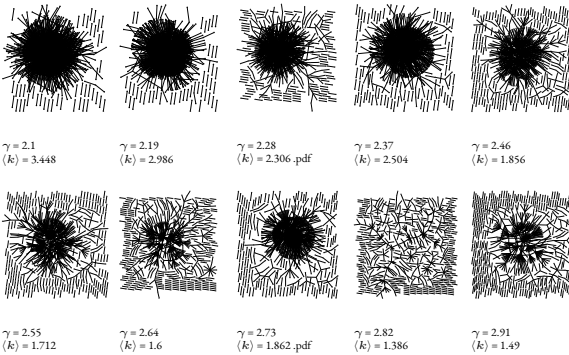 γ = 2.1
⟨k⟩ = 3.448
γ = 2.19
⟨k⟩ = 2.986
γ = 2.28
⟨k⟩ = 2.306 .pdf
γ = 2.37
⟨k⟩ = 2.504
γ = 2.46
⟨k⟩ = 1.856
γ = 2.55
⟨k⟩ = 1.712
γ = 2.64
⟨k⟩ = 1.6
γ = 2.73
⟨k⟩ = 1.862 .pdf
γ = 2.82
⟨k⟩ = 1.386
γ = 2.91
⟨k⟩ = 1.49